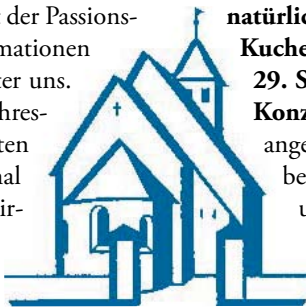 t der Passions-
mationen
ter uns.
hres-
ten
nal
ir-
natürlic
Kuche
29. S
Konz
ange
be
u